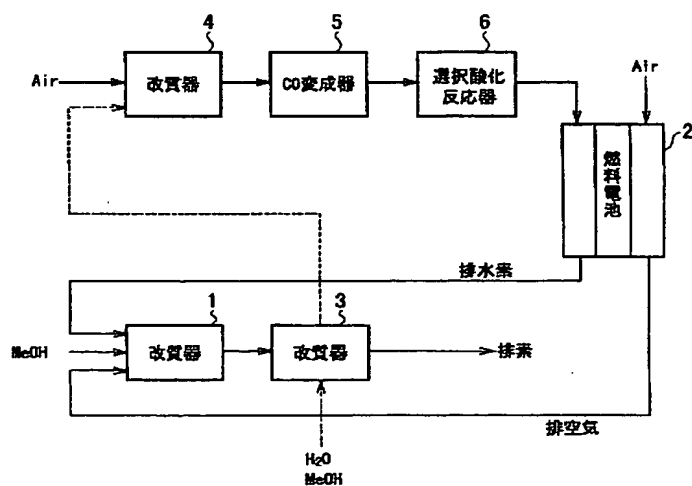 4
5
6
Air
改質器
CO変成器
選択酸化
反応器
Air
2
燃料電池
排水素
1
3
MeOH
改質器
改質器
排素
排空気
H₂O
MeOH